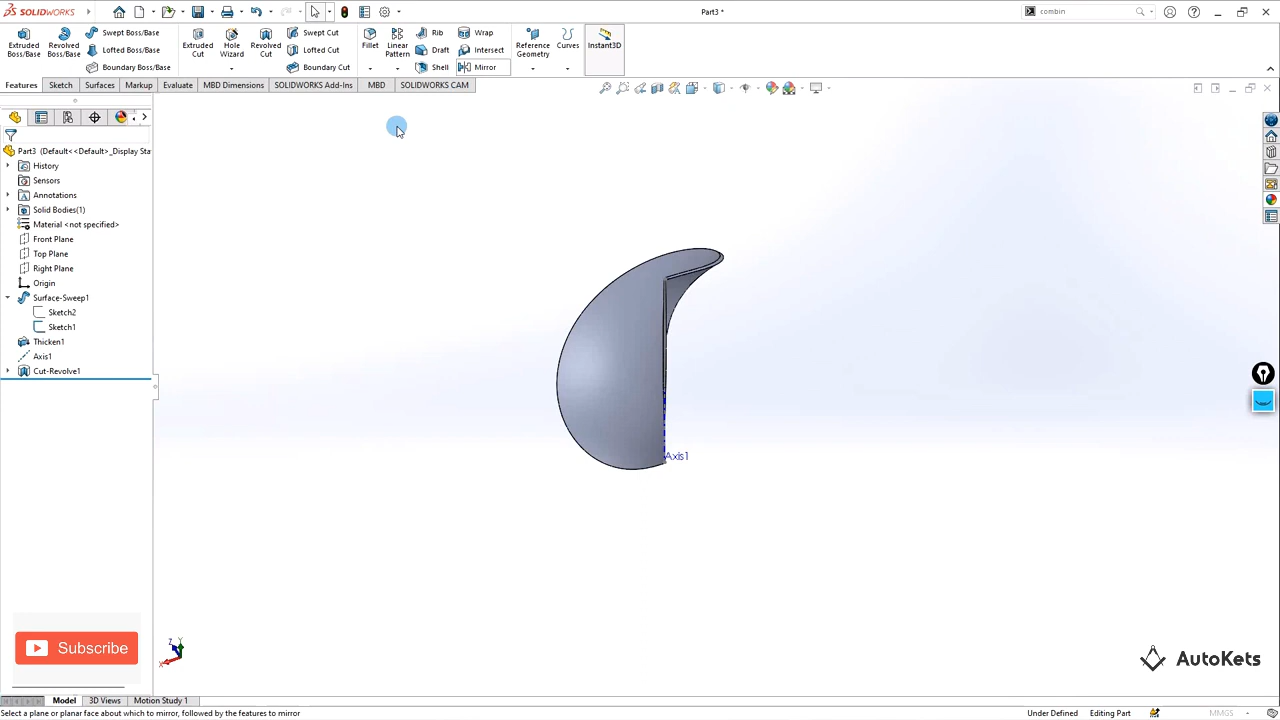 SOLIDWORKS
Part3 *
combin
Extruded Boss/Base
Revolved Boss/Base
Swept Boss/Base
Lofted Boss/Base
Boundary Boss/Base
Extruded Cut
Hole Wizard
Revolved Cut
Swept Cut
Lofted Cut
Boundary Cut
Fillet
Linear Pattern
Rib
Draft
Shell
Wrap
Intersect
Mirror
Reference Geometry
Curves
Instant3D
Features
Sketch
Surfaces
Markup
Evaluate
MBD Dimensions
SOLIDWORKS Add-Ins
MBD
SOLIDWORKS CAM
Part3 (Default<<Default>_Display Sta
History
Sensors
Annotations
Solid Bodies(1)
Material <not specified>
Front Plane
Top Plane
Right Plane
Origin
Surface-Sweep1
Sketch2
Sketch1
Thicken1
Axis1
Cut-Revolve1
Axis1
Subscribe
Z
Y
X
AutoKets
Model
3D Views
Motion Study 1
Select a plane or planar face about which to mirror, followed by the features to mirror
Under Defined
Editing Part
MMGS